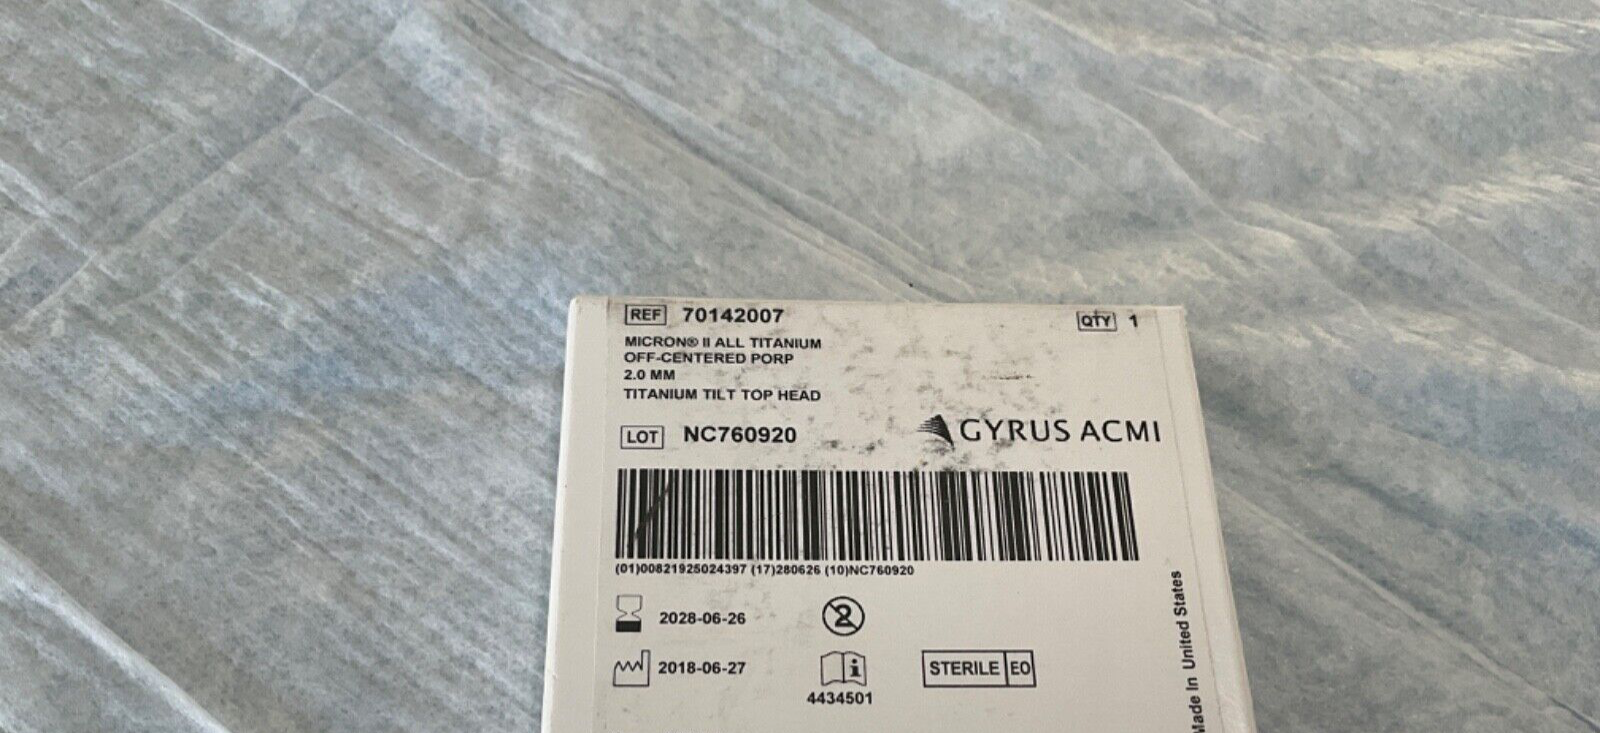 REF 70142007 QTY 1
MICRON® II ALL TITANIUM
OFF-CENTERED PORP
2.0 MM
TITANIUM TILT TOP HEAD
LOT NC760920 GYRUS ACMI
(01)00821925024397 (17)280626 (10)NC760920
2028-06-26 2
2018-06-27 i STERILE EO
4434501
Made In United States